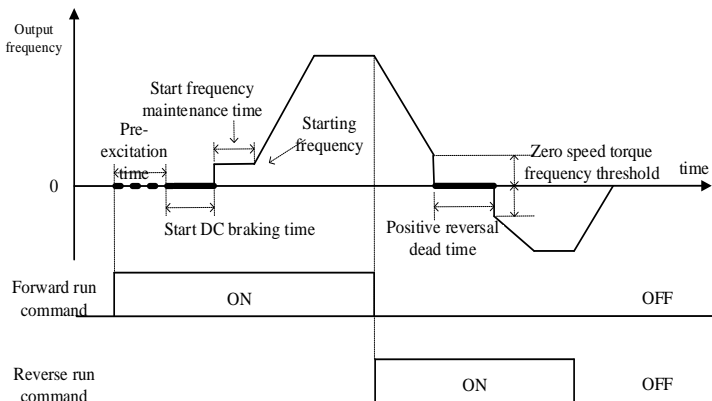 Output
frequency
Start frequency
maintenance time
Pre-
excitation
time
Starting
frequency
Zero speed torque
frequency threshold
time
0
Start DC braking time
Positive reversal
dead time
Forward run
command
ON
OFF
Reverse run
command
ON
OFF